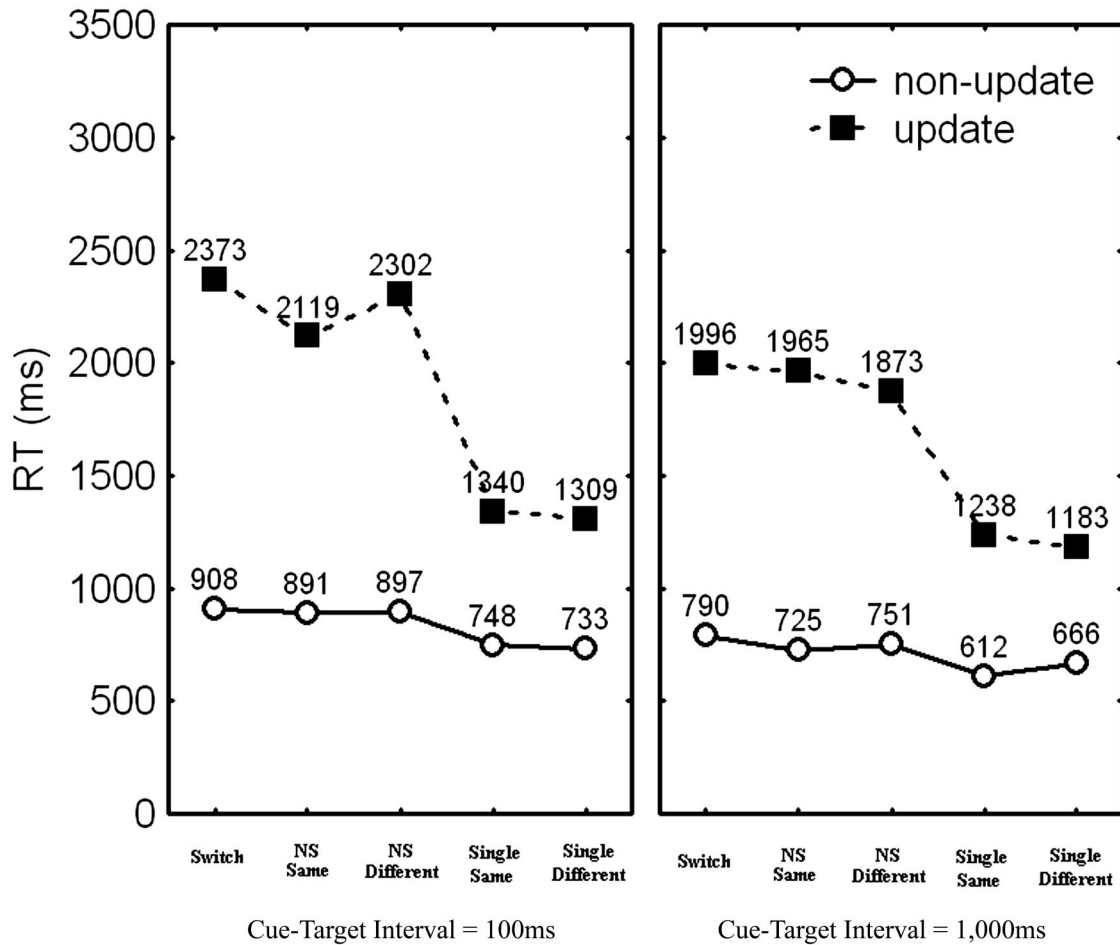 3500
3000
2500
2000
1500
1000
500
0
RT (ms)
non-update
update
2373
2119
2302
1340
1309
908
891
897
748
733
1996
1965
1873
1238
1183
790
725
751
612
666
Switch
NS
Same
NS
Different
Single
Same
Single
Different
Switch
NS
Same
NS
Different
Single
Same
Single
Different
Cue-Target Interval = 100ms
Cue-Target Interval = 1,000ms